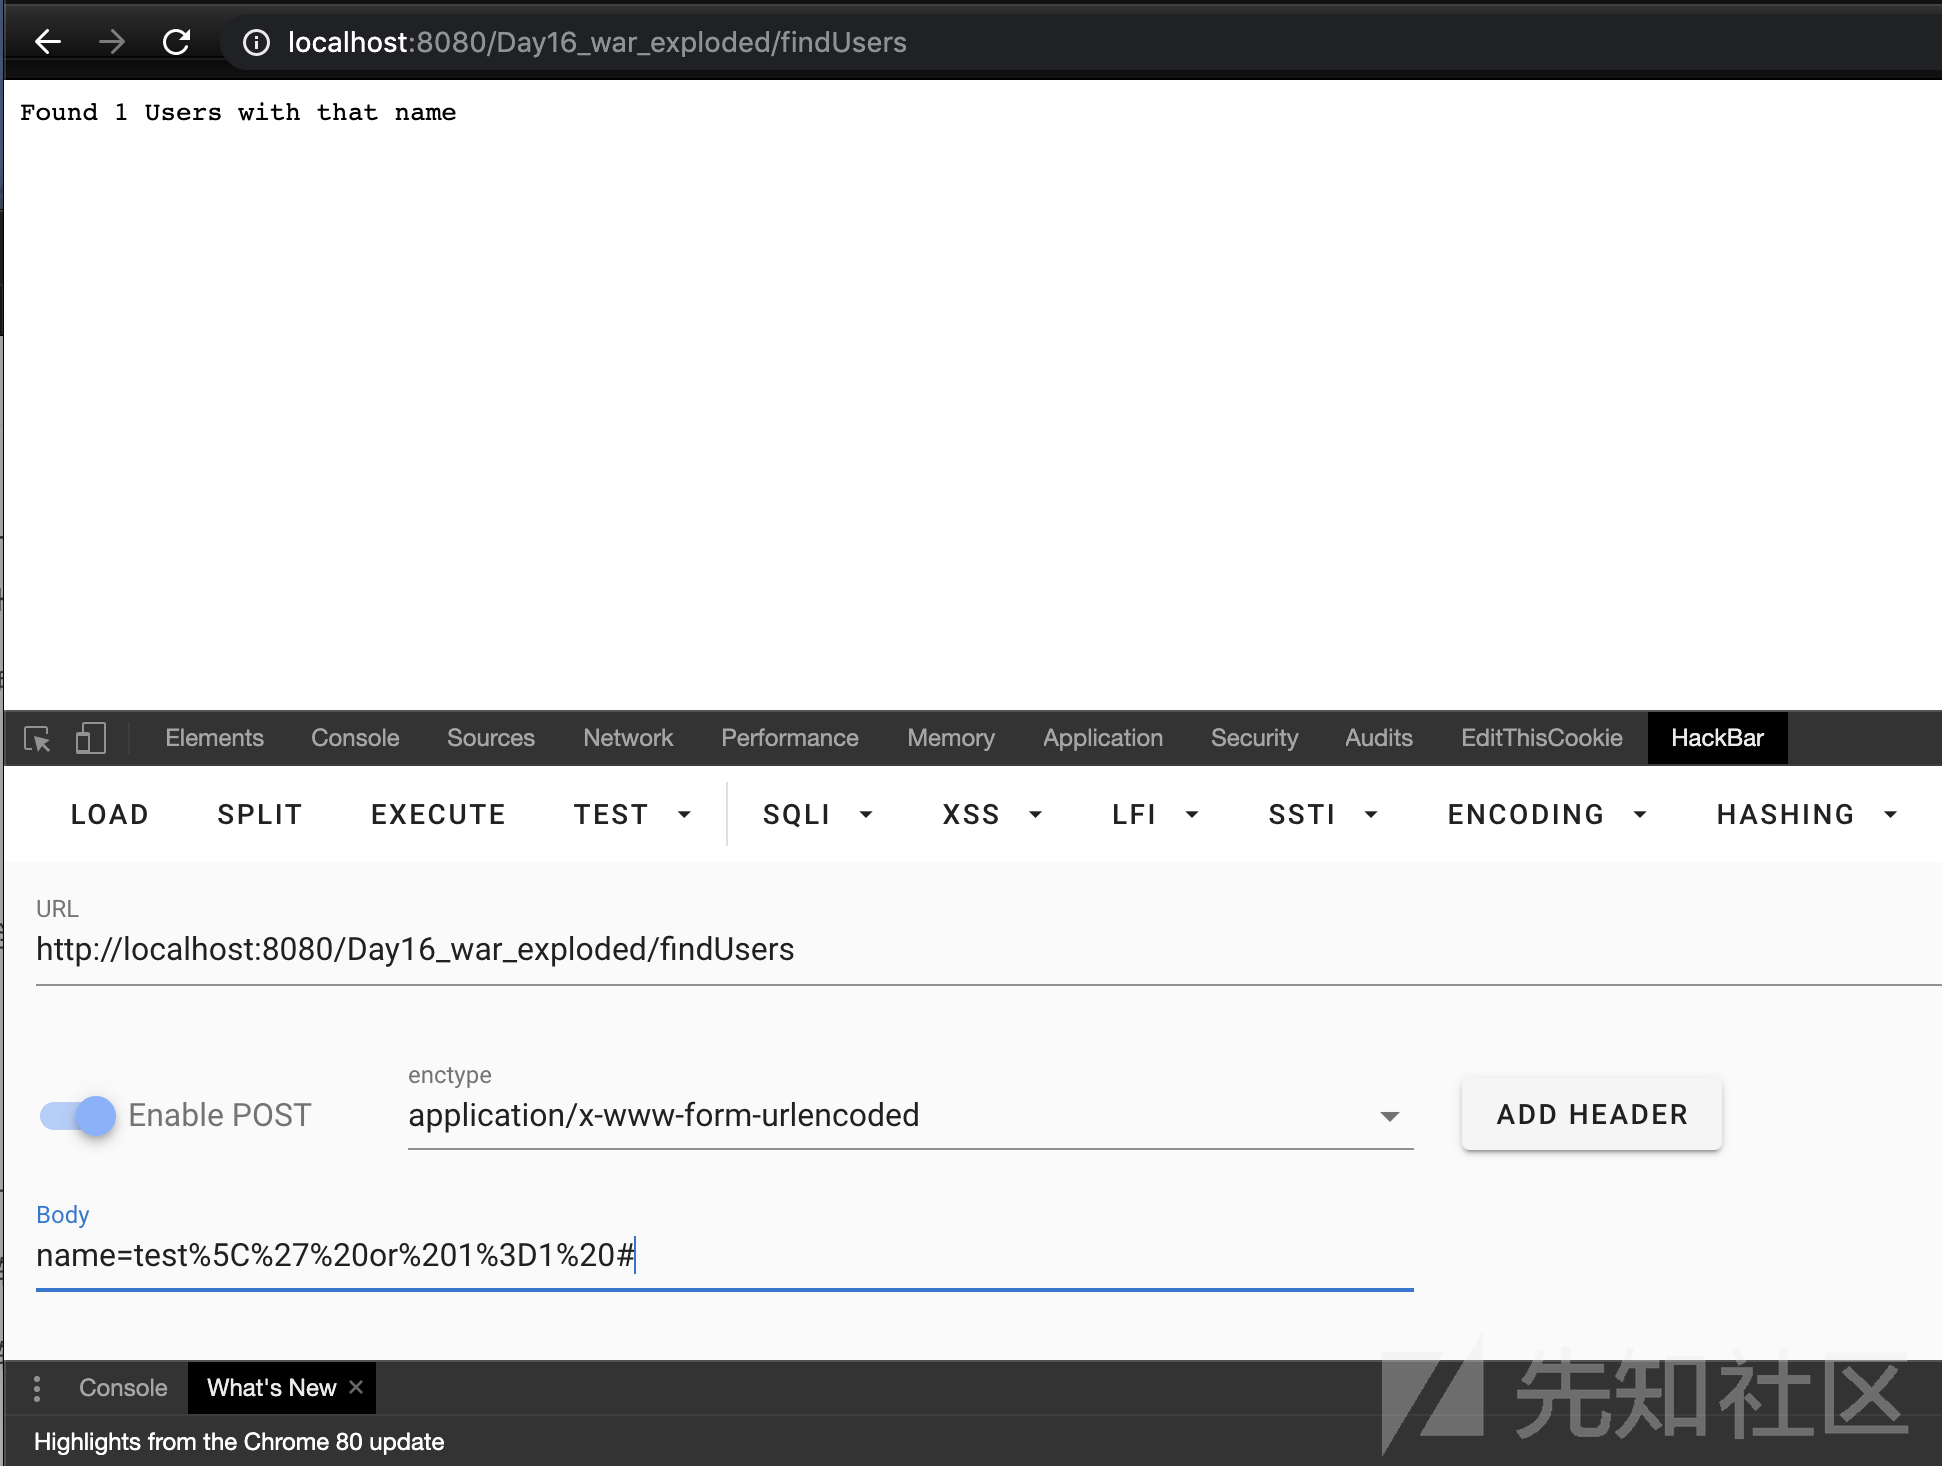 localhost:8080/Day16_war_exploded/findUsers
Found 1 Users with that name
Elements Console Sources Network Performance Memory Application Security Audits EditThisCookie HackBar
LOAD SPLIT EXECUTE TEST SQLI XSS LFI SSTI ENCODING HASHING
URL
http://localhost:8080/Day16_war_exploded/findUsers
enctype
Enable POST application/x-www-form-urlencoded ADD HEADER
Body
name=test%5C%27%20or%201%3D1%20#
Console What's New ×
先知社区
Highlights from the Chrome 80 update